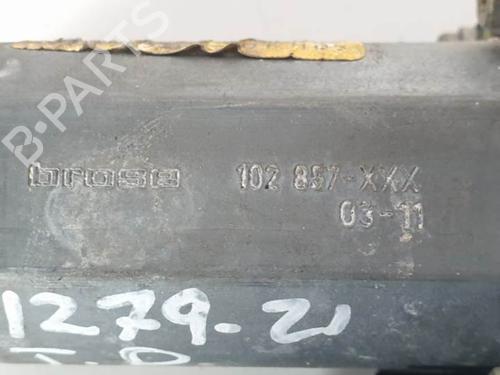 B-PARTS
brose 102 857-XXX
03-11
1279-21
I.D